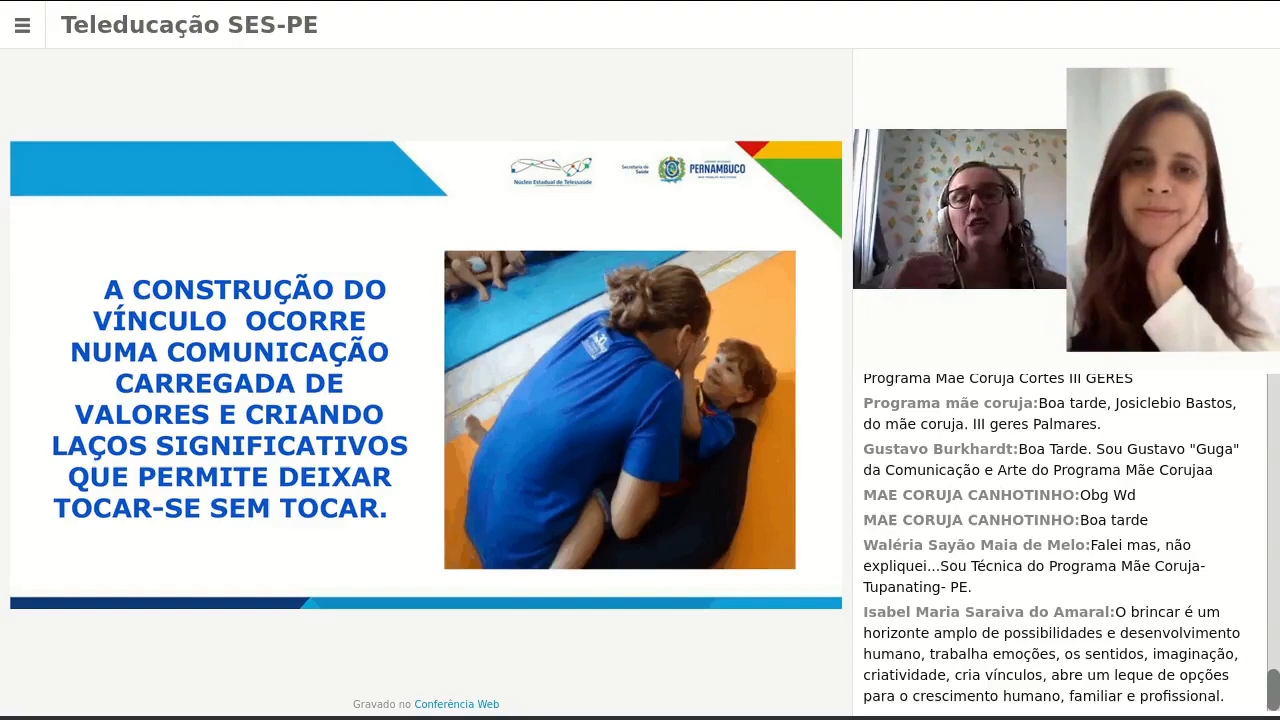 Teleducação SES-PE
Núcleo Estadual de Telessaúde
Secretaria de
Saúde
PERNAMBUCO
A CONSTRUÇÃO DO
VÍNCULO OCORRE
NUMA COMUNICAÇÃO
CARREGADA DE
VALORES E CRIANDO
LAÇOS SIGNIFICATIVOS
QUE PERMITE DEIXAR
TOCAR-SE SEM TOCAR.
Gravado no Conferência Web
Programa Mãe Coruja Cortês III GERES
Programa mãe coruja:Boa tarde, Josiclebio Bastos,
do mãe coruja. III geres Palmares.
Gustavo Burkhardt:Boa Tarde. Sou Gustavo "Guga"
da Comunicação e Arte do Programa Mãe Corujaa
MAE CORUJA CANHOTINHO:Obg Wd
MAE CORUJA CANHOTINHO:Boa tarde
Waléria Sayão Maia de Melo:Falei mas, não
expliquei...Sou Técnica do Programa Mãe Coruja-
Tupanating- PE.
Isabel Maria Saraiva do Amaral:O brincar é um
horizonte amplo de possibilidades e desenvolvimento
humano, trabalha emoções, os sentidos, imaginação,
criatividade, cria vínculos, abre um leque de opções
para o crescimento humano, familiar e profissional.